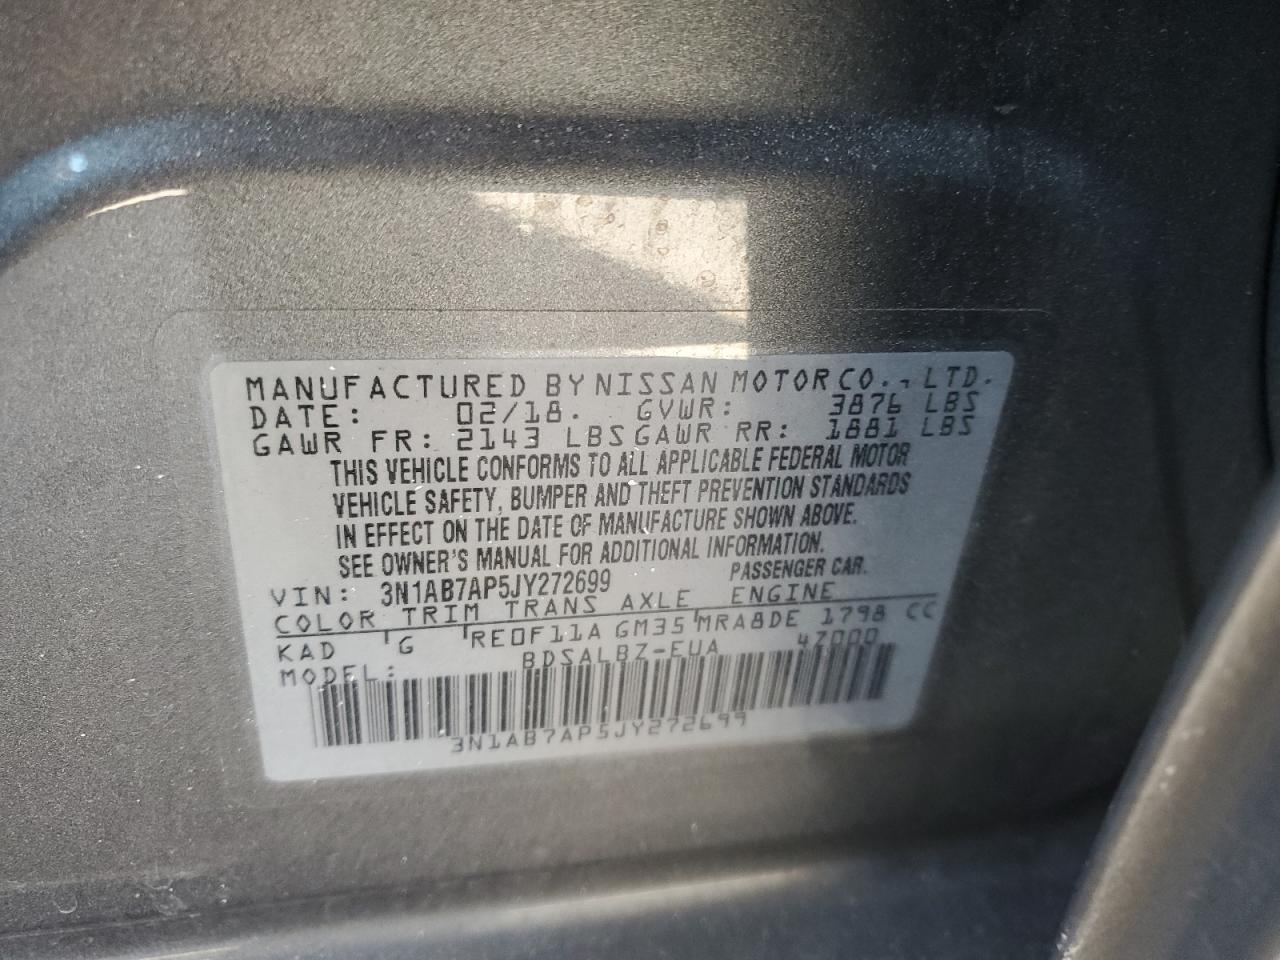 MANUFACTURED BY NISSAN MOTOR CO., LTD.
DATE: 02/18. GVWR: 3876 LBS
GAWR FR: 2143 LBS GAWR RR: 1881 LBS
THIS VEHICLE CONFORMS TO ALL APPLICABLE FEDERAL MOTOR
VEHICLE SAFETY, BUMPER AND THEFT PREVENTION STANDARDS
IN EFFECT ON THE DATE OF MANUFACTURE SHOWN ABOVE.
SEE OWNER'S MANUAL FOR ADDITIONAL INFORMATION.
VIN: 3N1AB7AP5JY272699 PASSENGER CAR.
COLOR TRIM TRANS AXLE ENGINE
KAD G RE0F11A GM35 MRA8DE 1798 CC
MODEL: BDSALBZ-EUA 47000
3N1AB7AP5JY272699